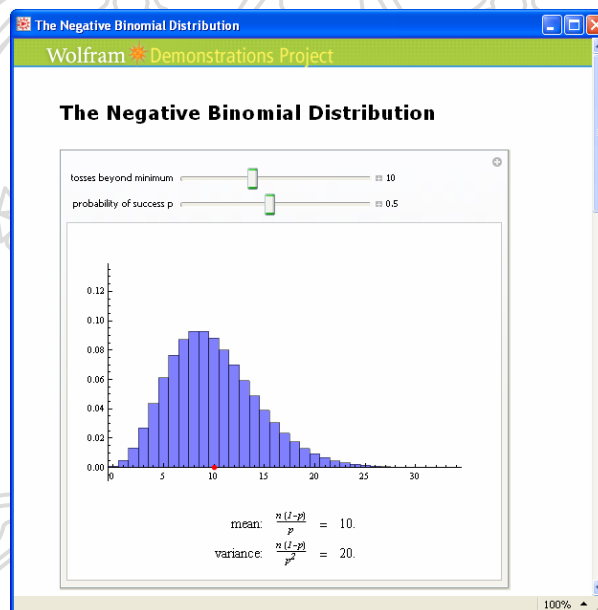 The Negative Binomial Distribution
Wolfram Demonstrations Project
The Negative Binomial Distribution
tosses beyond minimum 10
probability of success p 0.5
0.12
0.10
0.08
0.06
0.04
0.02
0.00
0 5 10 15 20 25 30
mean: n (1-p) / p = 10.
variance: n (1-p) / p² = 20.
100%